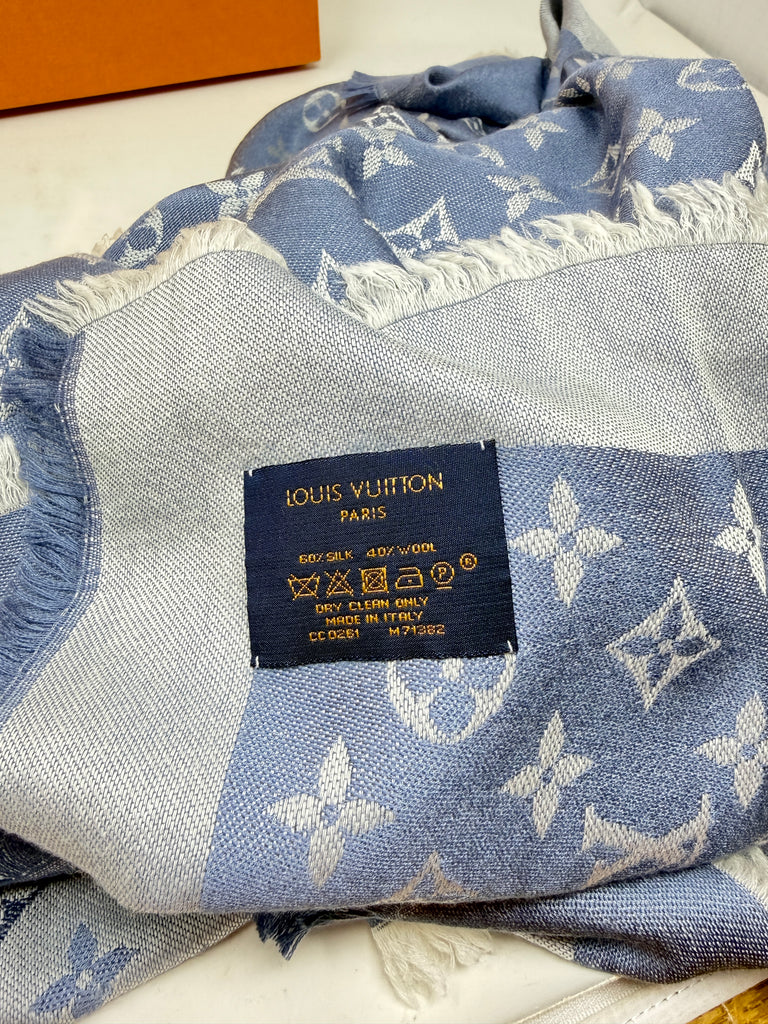 LOUIS VUITTON
PARIS
60% SILK 40% WOOL
P ®
DRY CLEAN ONLY
MADE IN ITALY
CC0261 M71382